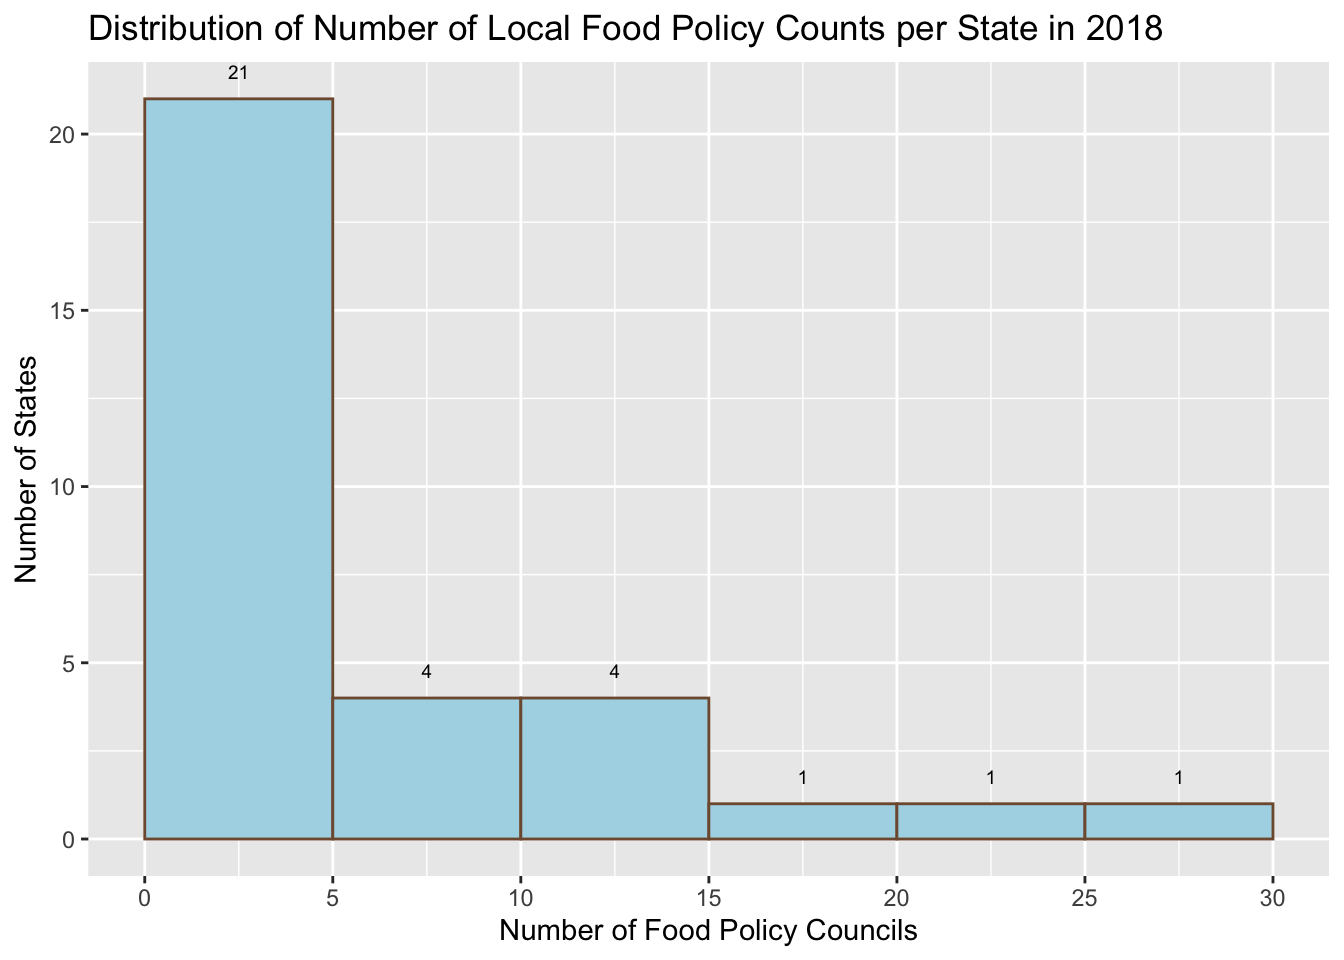 Distribution of Number of Local Food Policy Counts per State in 2018
21
20
15
Number of States
10
5
4
4
1
1
1
0
0 5 10 15 20 25 30
Number of Food Policy Councils